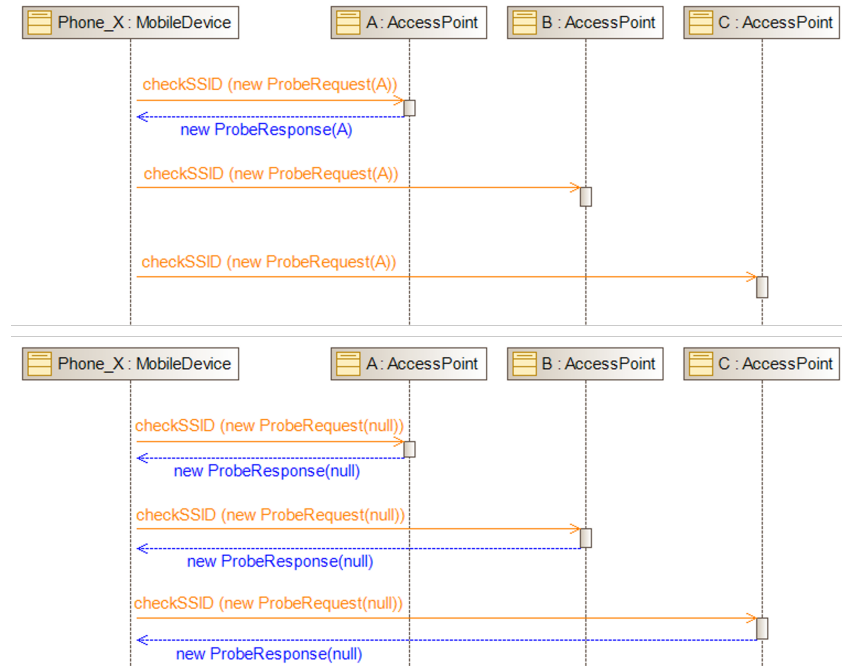 Phone_X : MobileDevice A : AccessPoint B : AccessPoint C : AccessPoint
checkSSID (new ProbeRequest(A))
new ProbeResponse(A)
checkSSID (new ProbeRequest(A))
checkSSID (new ProbeRequest(A))
Phone_X : MobileDevice A : AccessPoint B : AccessPoint C : AccessPoint
checkSSID (new ProbeRequest(null))
new ProbeResponse(null)
checkSSID (new ProbeRequest(null))
new ProbeResponse(null)
checkSSID (new ProbeRequest(null))
new ProbeResponse(null)